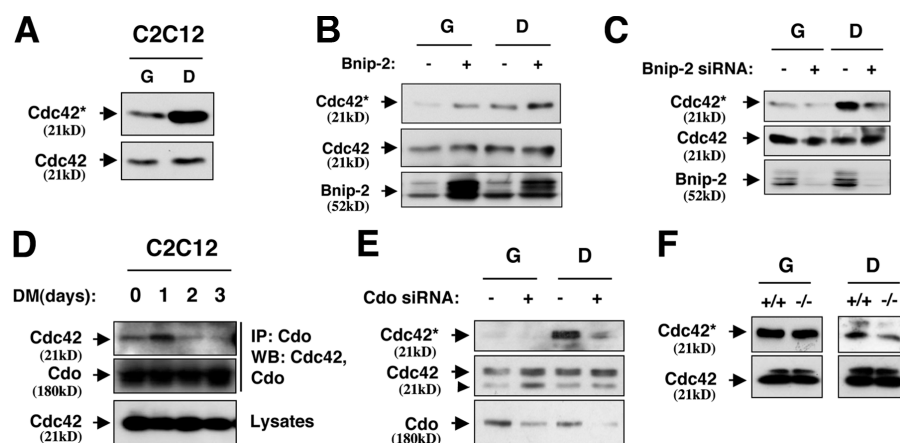 A
C2C12
G D
Cdc42*
(21kD)
Cdc42
(21kD)
B
G D
Bnip-2: - + - +
Cdc42*
(21kD)
Cdc42
(21kD)
Bnip-2
(52kD)
C
G D
Bnip-2 siRNA: - + - +
Cdc42*
(21kD)
Cdc42
(21kD)
Bnip-2
(52kD)
D
C2C12
DM(days): 0 1 2 3
Cdc42
(21kD)
Cdo
(180kD)
IP: Cdo
WB: Cdc42,
Cdo
Cdc42
(21kD)
Lysates
E
G D
Cdo siRNA: - + - +
Cdc42*
(21kD)
Cdc42
(21kD)
Cdo
(180kD)
F
G D
+/+ -/- +/+ -/-
Cdc42*
(21kD)
Cdc42
(21kD)